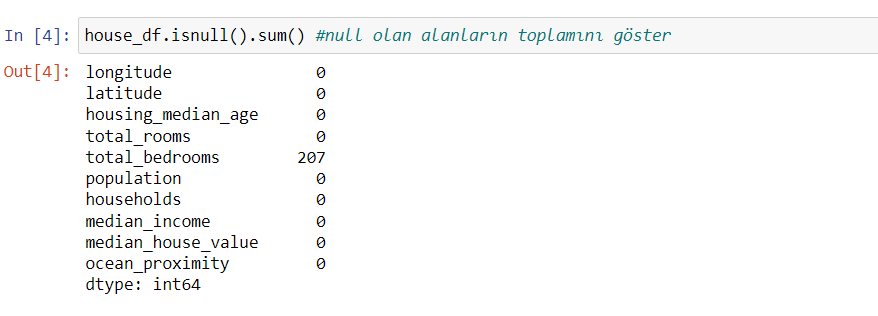 In [4]: house_df.isnull().sum() #null olan alanların toplamını göster
Out[4]: longitude 0
latitude 0
housing_median_age 0
total_rooms 0
total_bedrooms 207
population 0
households 0
median_income 0
median_house_value 0
ocean_proximity 0
dtype: int64